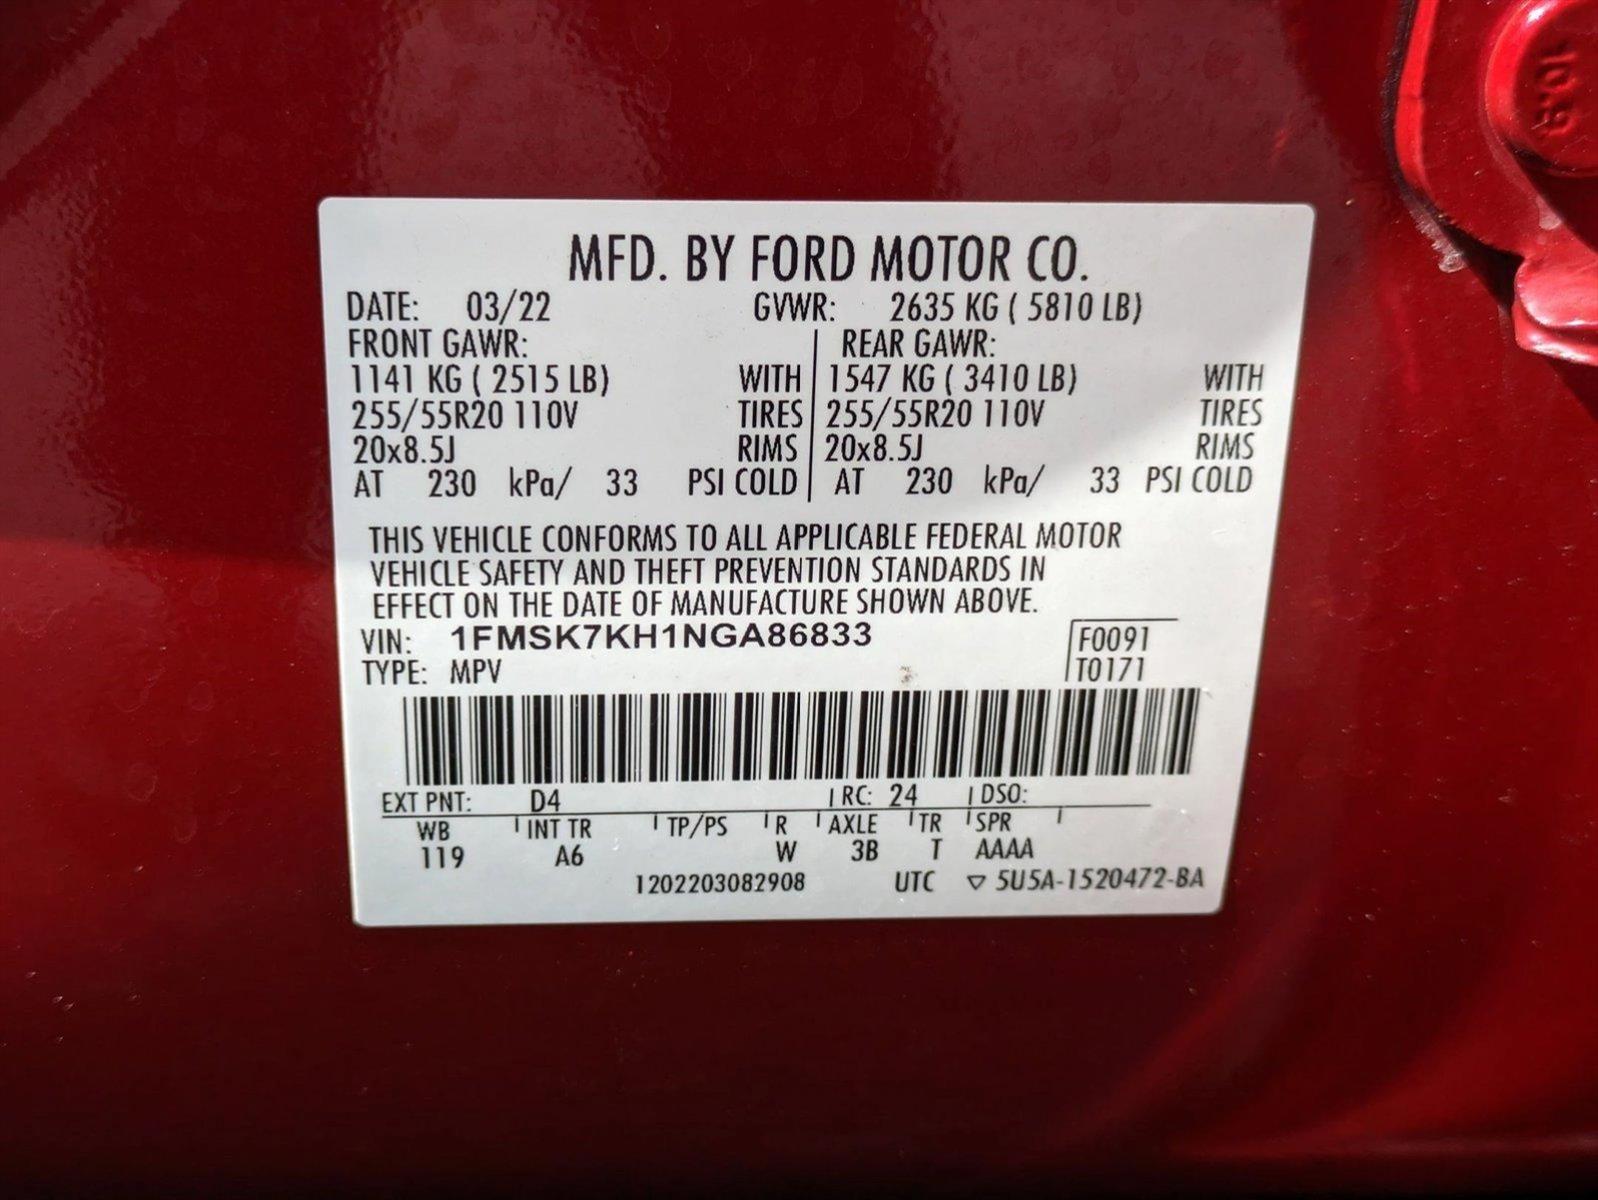 10.9
MFD. BY FORD MOTOR CO.
DATE: 03/22 GVWR: 2635 KG ( 5810 LB)
FRONT GAWR: REAR GAWR:
1141 KG ( 2515 LB) WITH 1547 KG ( 3410 LB) WITH
255/55R20 110V TIRES 255/55R20 110V TIRES
20x8.5J RIMS 20x8.5J RIMS
AT 230 kPa/ 33 PSI COLD AT 230 kPa/ 33 PSI COLD
THIS VEHICLE CONFORMS TO ALL APPLICABLE FEDERAL MOTOR
VEHICLE SAFETY AND THEFT PREVENTION STANDARDS IN
EFFECT ON THE DATE OF MANUFACTURE SHOWN ABOVE.
VIN: 1FMSK7KH1NGA86833 F0091
TYPE: MPV T0171
EXT PNT: D4 RC: 24 DSO:
WB INT TR TP/PS R AXLE TR SPR
119 A6 W 3B T AAAA
1202203082908 UTC ▽ 5U5A-1520472-BA